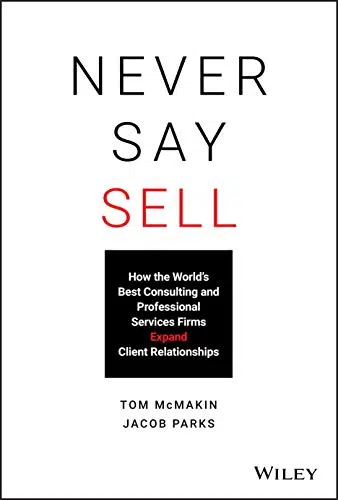 NEVER
SAY
SELL
How the World's
Best Consulting and
Professional
Services Firms
Expand
Client Relationships
TOM McMAKIN
JACOB PARKS
WILEY